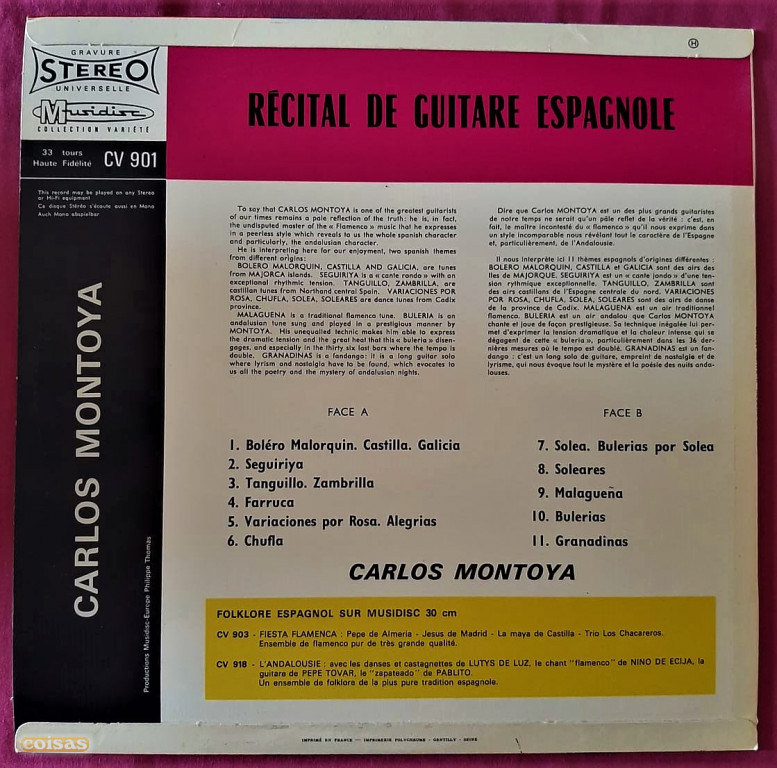 GRAVURE
STEREO
UNIVERSELLE
Musidisc
COLLECTION VARIÉTÉ
33 tours
Haute Fidélité CV 901
H
RÉCITAL DE GUITARE ESPAGNOLE
This record may be played on any Stereo
or Hi-Fi equipment
Ce disque Stéréo s'écoute aussi en Mono
Auch Mono abspielbar
CARLOS MONTOYA
Productions Musidisc-Europe Philippe Thomas
To say that CARLOS MONTOYA is one of the greatest guitarists
of our times remains a pale reflection of the truth: he is, in fact,
the undisputed master of the « Flamenco » music that he expresses
in a peerless style which reveals to us the whole spanish character
and particularly, the andalusian character.
He is interpreting here for our enjoyment, two spanish themes
from different origins:
BOLERO MALORQUIN, CASTILLA AND GALICIA, are tunes
from MAJORCA islands. SEGUIRIYA is a « cante rondo » with an
exceptional rhythmic tension. TANGUILLO, ZAMBRILLA, are
castillan tunes from Northand central Spain. VARIACIONES POR
ROSA, CHUFLA, SOLEA, SOLEARES are dance tunes from Cadix
province.
MALAGUENA is a traditional flamenco tune. BULERIA is an
andalusian tune sung and played in a prestigious manner by
MONTOYA. His unequalled technic makes him able to express
the dramatic tension and the great heat that this « buleria » disen-
gages, and especially in the thirty six last bars where the tempo is
double. GRANADINAS is a fandango: it is a long guitar solo
where lyrism and nostalgia have to be found, which evocates to
us all the poetry and the mystery of andalusian nights.
Dire que Carlos MONTOYA est un des plus grands guitaristes
de notre temps ne serait qu'un pâle reflet de la vérité : c'est, en
fait, le maître incontesté du « flamenco » qu'il nous exprime dans
un style incomparable nous révélant tout le caractère de l'Espagne
et, particulièrement, de l'Andalousie.
Il nous interprète ici 11 thèmes espagnols d'origines différentes :
BOLERO MALORQUIN, CASTILLA et GALICIA sont des airs des
îles de MAJORQUE. SEGUIRIYA est un « cante jondo » d'une ten-
sion rythmique exceptionnelle. TANGUILLO, ZAMBRILLA sont
des airs castillans de l'Espagne centrale du nord. VARIACIONES
POR ROSA, CHUFLA, SOLEA, SOLEARES sont des airs de danse
de la province de Cadix. MALAGUENA est un air traditionnel
flamenco. BULERIA est un air andalou que Carlos MONTOYA
chante et joue de façon prestigieuse. Sa technique inégalée lui per-
met d'exprimer la tension dramatique et la chaleur intense qui se
dégagent de cette « buleria », particulièrement dans les 36 der-
nières mesures où le tempo est doublé. GRANADINAS est un fan-
dango : c'est un long solo de guitare, empreint de nostalgie et de
lyrisme, qui nous évoque tout le mystère et la poésie des nuits anda-
louses.
FACE A
1. Boléro Malorquin. Castilla. Galicia
2. Seguiriya
3. Tanguillo. Zambrilla
4. Farruca
5. Variaciones por Rosa. Alegrias
6. Chufla
FACE B
7. Solea. Bulerias por Solea
8. Soleares
9. Malagueña
10. Bulerias
11. Granadinas
CARLOS MONTOYA
FOLKLORE ESPAGNOL SUR MUSIDISC 30 cm
CV 903 - FIESTA FLAMENCA : Pepe de Almeria - Jesus de Madrid - La maya de Castilla - Trio Los Chacareros.
Ensemble de flamenco pur de très grande qualité.
CV 918 - L'ANDALOUSIE : avec les danses et castagnettes de LUTYS DE LUZ, le chant "flamenco" de NINO DE ECIJA, la
guitare de PEPE TOVAR, le "zapateado" de PABLITO.
Un ensemble de folklore de la plus pure tradition espagnole.
IMPRIMÉ EN FRANCE — IMPRIMERIE POLYCHROME - GENTILLY - SEINE
coisas